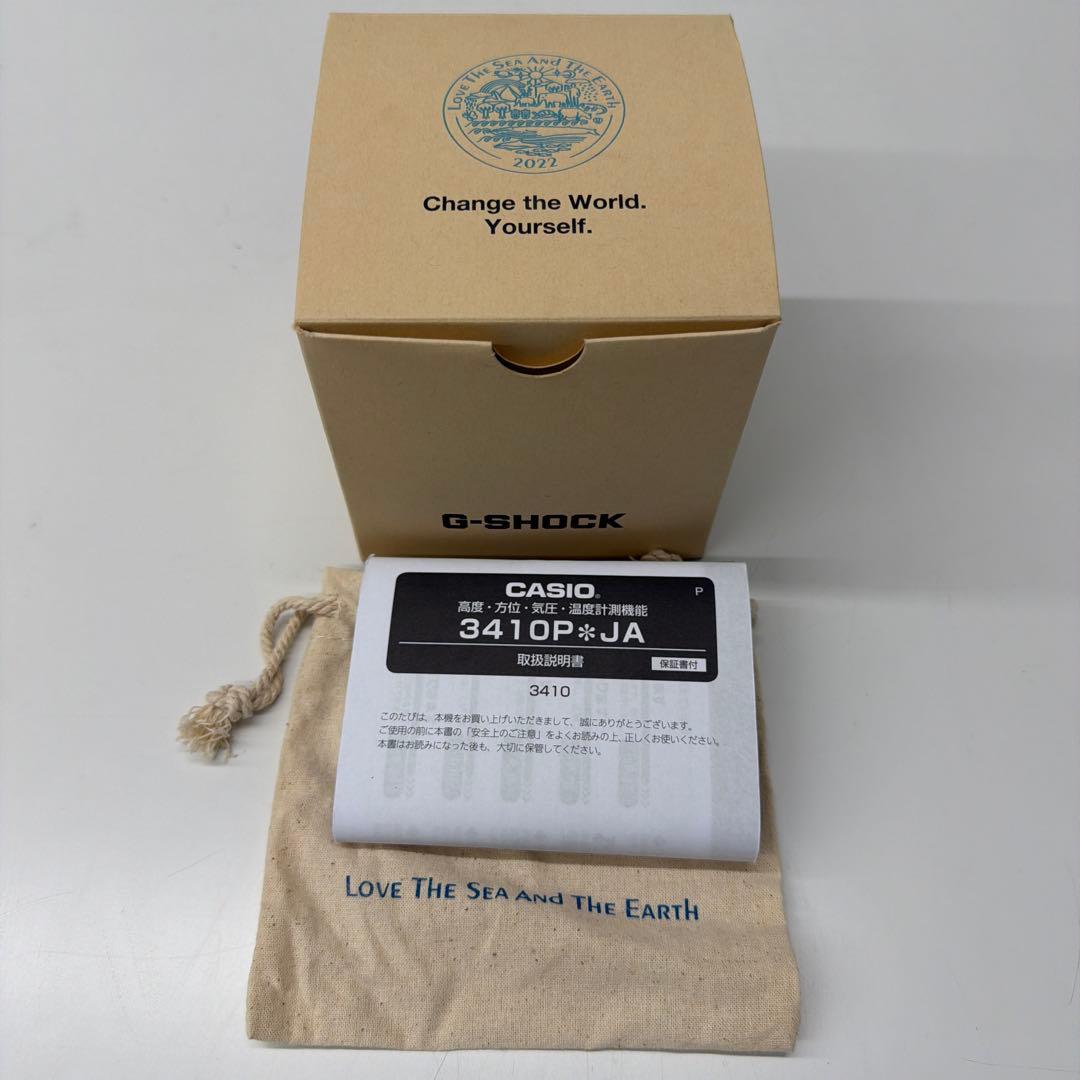 LOVE THE SEA AND THE EARTH
2022
Change the World.
Yourself.
G-SHOCK
CASIO®
P
高度・方位・気圧・温度計測機能
3410P✽JA
取扱説明書
保証書付
3410
このたびは、本機をお買い上げいただきまして、誠にありがとうございます。
ご使用の前に本書の「安全上のご注意」をよくお読みの上、正しくお使いください。
本書はお読みになった後も、大切に保管してください。
LOVE THE SEA AND THE EARTH